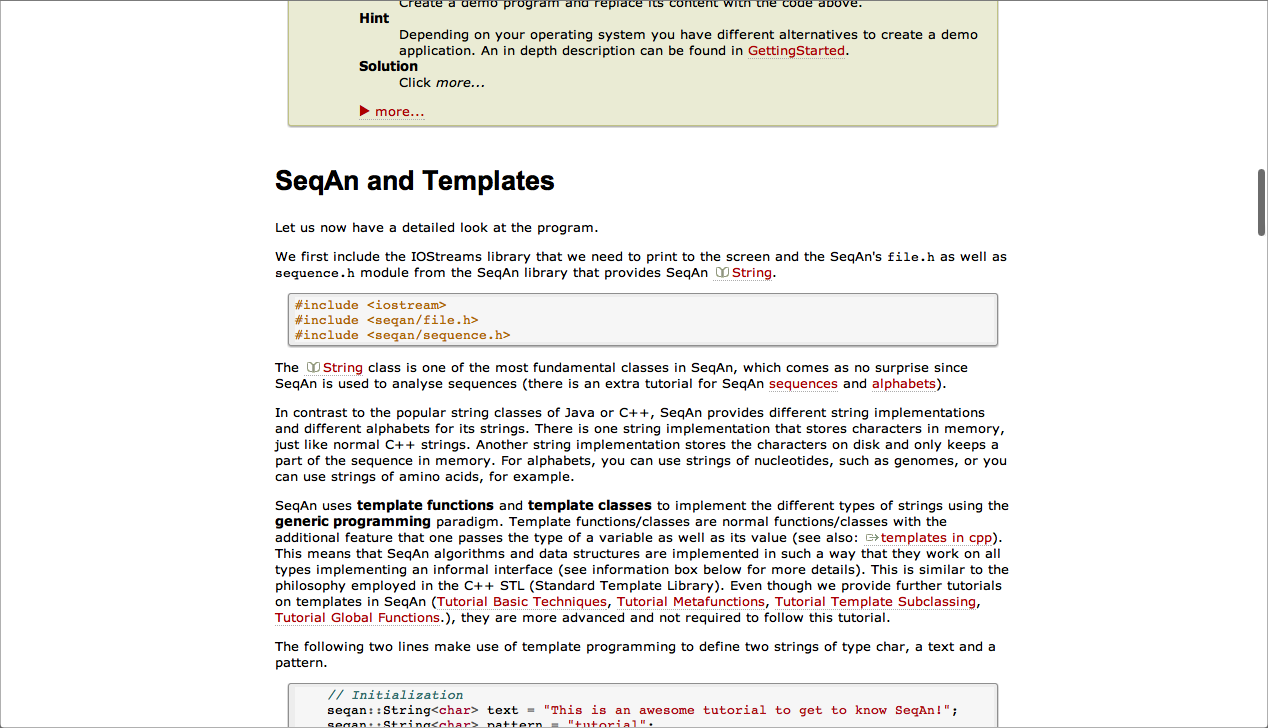 Create a demo program and replace its content with the code above.
Hint
Depending on your operating system you have different alternatives to create a demo
application. An in depth description can be found in GettingStarted.
Solution
Click more...
more...
SeqAn and Templates
Let us now have a detailed look at the program.
We first include the IOStreams library that we need to print to the screen and the SeqAn's file.h as well as
sequence.h module from the SeqAn library that provides SeqAn String.
#include <iostream>
#include <seqan/file.h>
#include <seqan/sequence.h>
The String class is one of the most fundamental classes in SeqAn, which comes as no surprise since
SeqAn is used to analyse sequences (there is an extra tutorial for SeqAn sequences and alphabets).
In contrast to the popular string classes of Java or C++, SeqAn provides different string implementations
and different alphabets for its strings. There is one string implementation that stores characters in memory,
just like normal C++ strings. Another string implementation stores the characters on disk and only keeps a
part of the sequence in memory. For alphabets, you can use strings of nucleotides, such as genomes, or you
can use strings of amino acids, for example.
SeqAn uses template functions and template classes to implement the different types of strings using the
generic programming paradigm. Template functions/classes are normal functions/classes with the
additional feature that one passes the type of a variable as well as its value (see also: templates in cpp).
This means that SeqAn algorithms and data structures are implemented in such a way that they work on all
types implementing an informal interface (see information box below for more details). This is similar to the
philosophy employed in the C++ STL (Standard Template Library). Even though we provide further tutorials
on templates in SeqAn (Tutorial Basic Techniques, Tutorial Metafunctions, Tutorial Template Subclassing,
Tutorial Global Functions.), they are more advanced and not required to follow this tutorial.
The following two lines make use of template programming to define two strings of type char, a text and a
pattern.
// Initialization
seqan::String<char> text = "This is an awesome tutorial to get to know SeqAn!";
seqan::String<char> pattern = "tutorial";